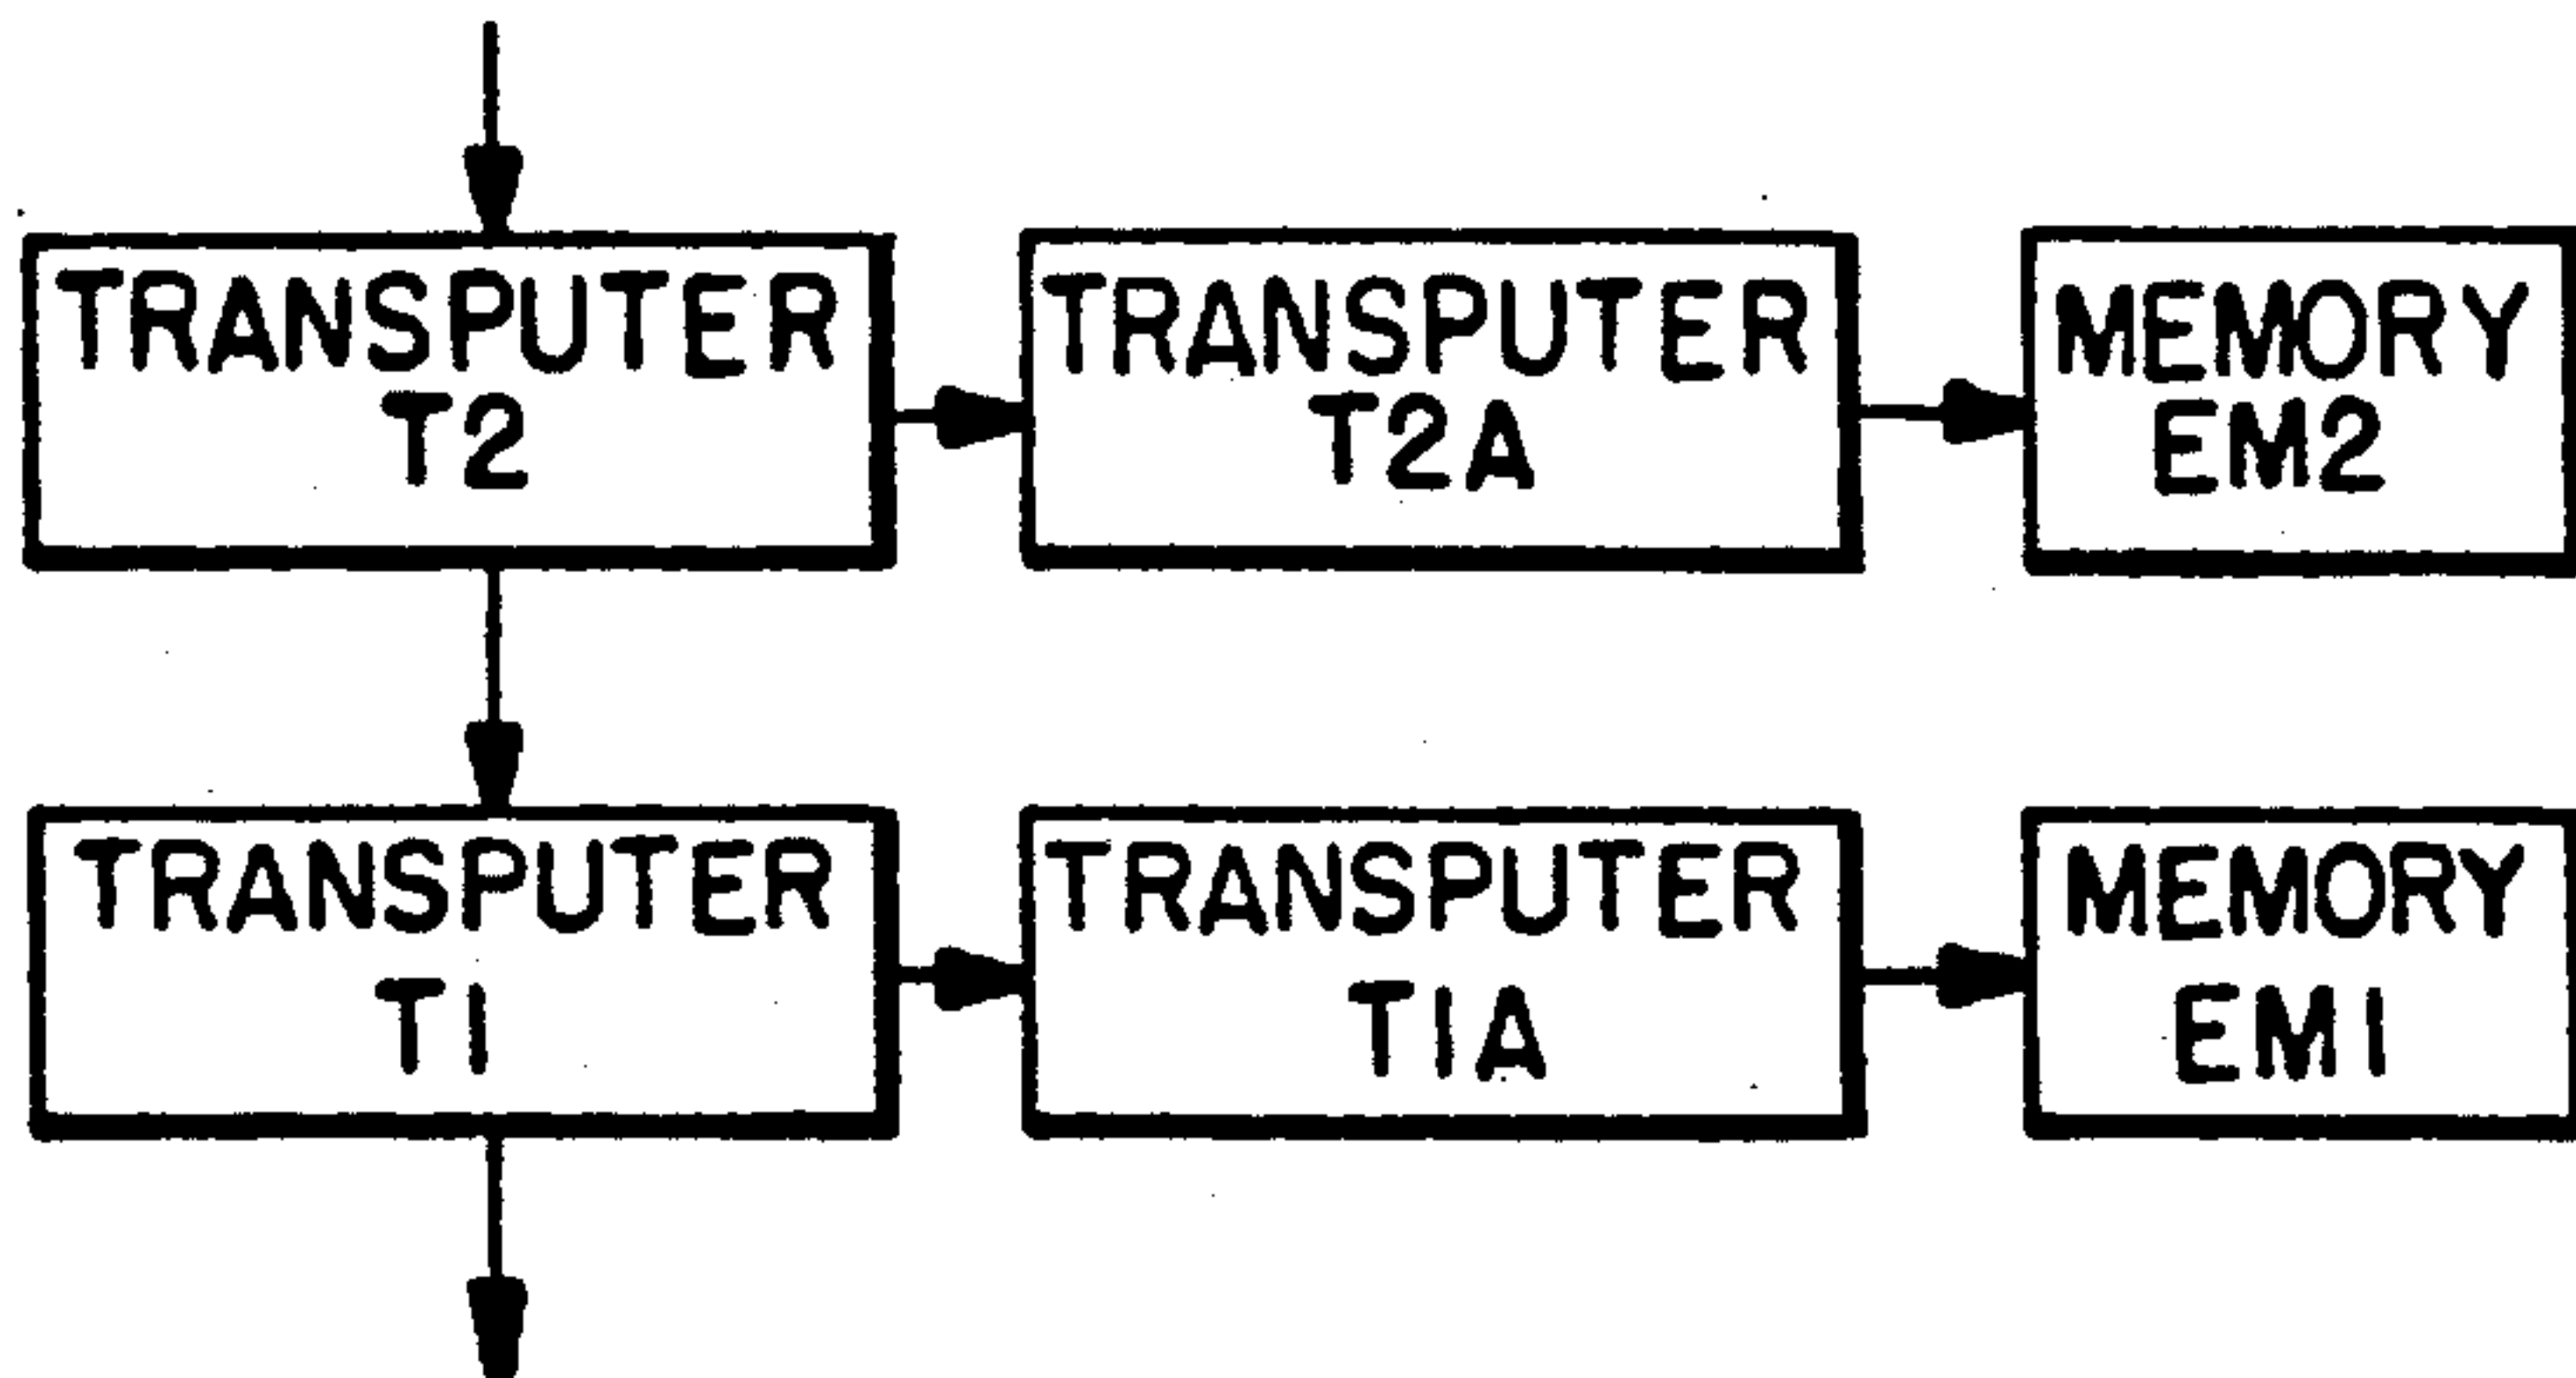 TRANSPUTER
T2
TRANSPUTER
T2A
MEMORY
EM2
TRANSPUTER
T1
TRANSPUTER
T1A
MEMORY
EM1